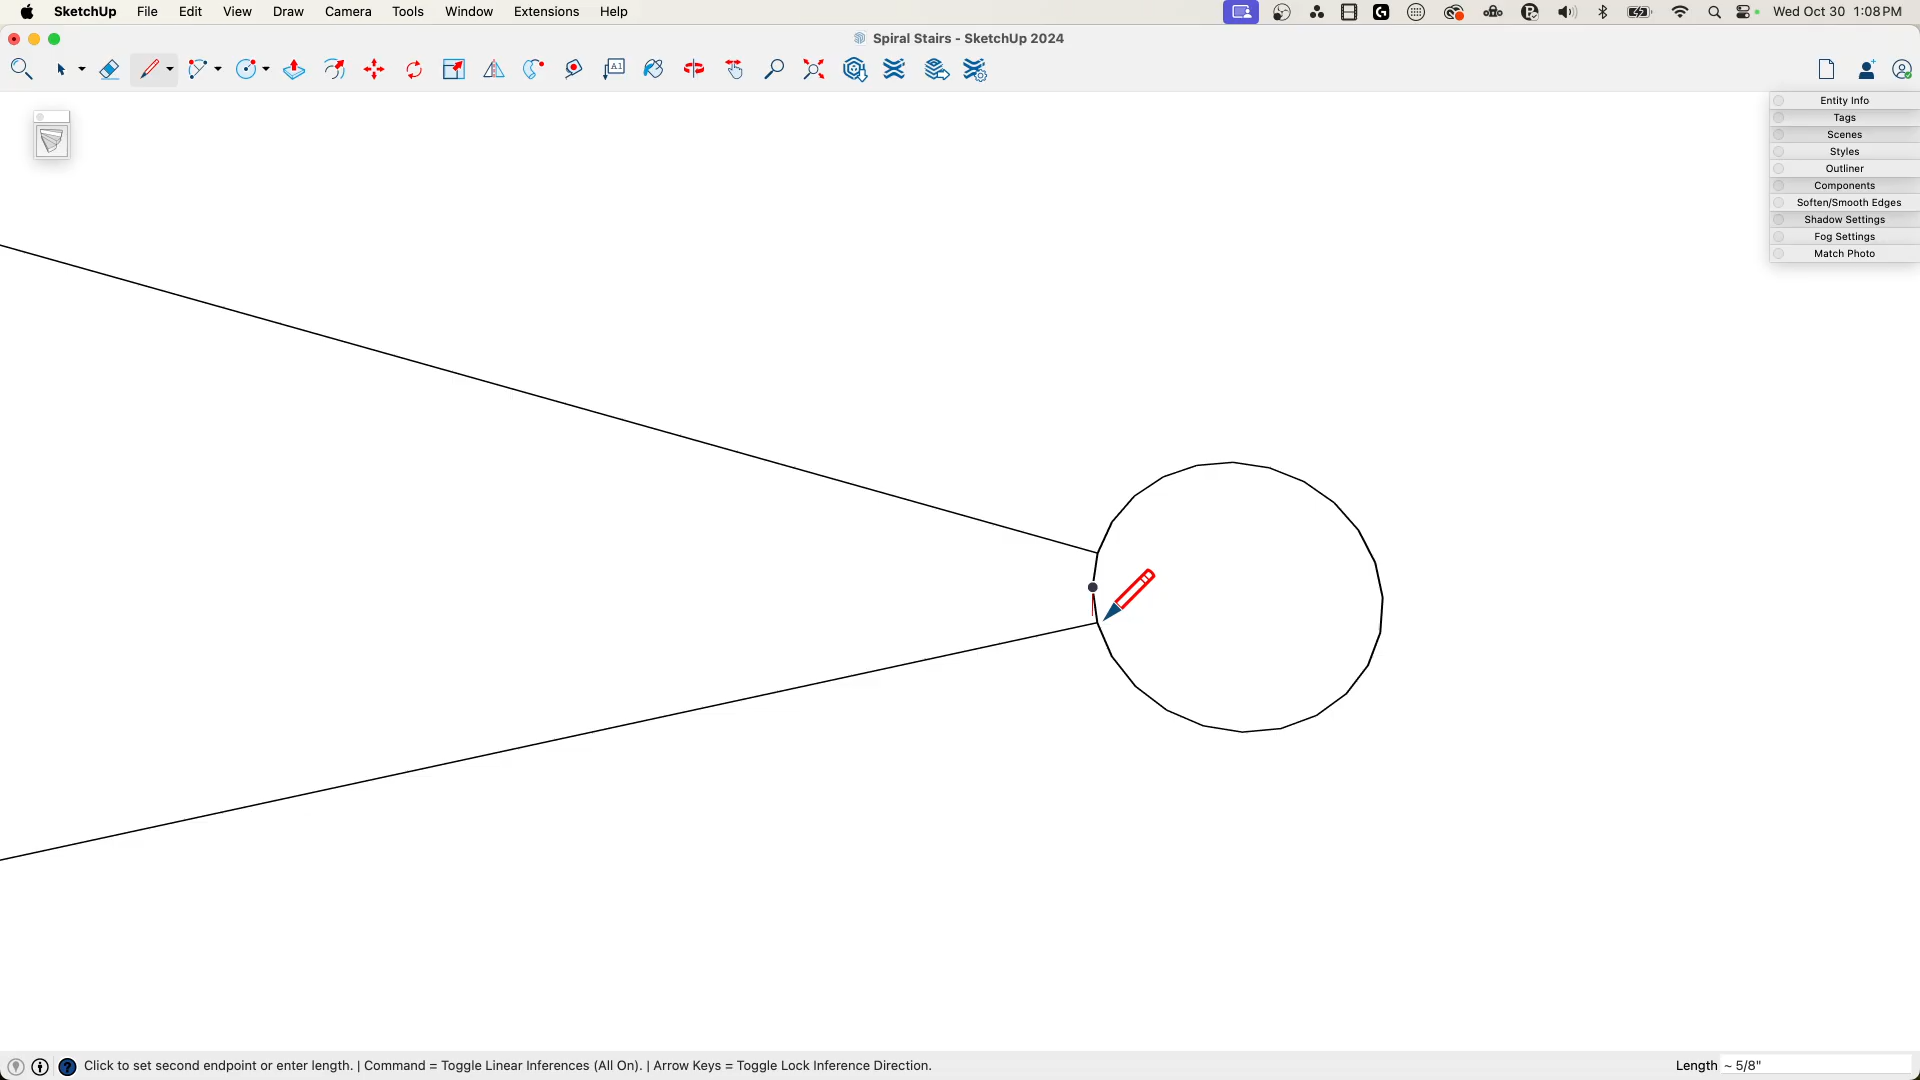 SketchUp File Edit View Draw Camera Tools Window Extensions Help Wed Oct 30 1:08 PM
Spiral Stairs - SketchUp 2024
A1
Entity Info
Tags
Scenes
Styles
Outliner
Components
Soften/Smooth Edges
Shadow Settings
Fog Settings
Match Photo
Click to set second endpoint or enter length. | Command = Toggle Linear Inferences (All On). | Arrow Keys = Toggle Lock Inference Direction. Length ~ 5/8"